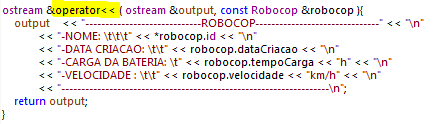 ostream &operator<< ( ostream &output, const Robocop &robocop ){
output << "-----------------------------ROBOCOP-------------------------------" << "\n"
<< "-NOME: \t\t\t" << *robocop.id << "\n"
<< "-DATA CRIACAO: \t\t" << robocop.dataCriacao << "\n"
<< "-CARGA DA BATERIA: \t" << robocop.tempoCarga << "h" << "\n"
<< "-VELOCIDADE : \t\t" << robocop.velocidade << "km/h" << "\n"
<< "-------------------------------------------------------------------\n";
return output;
}